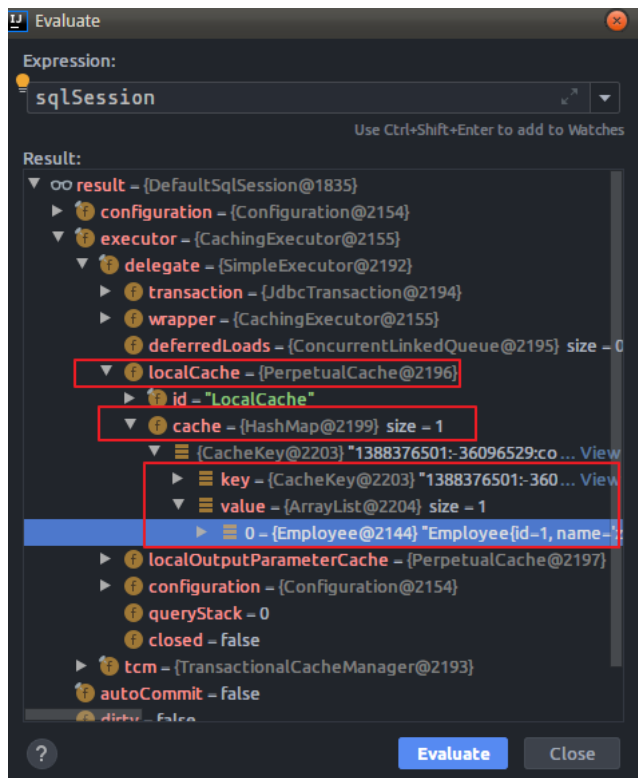 Evaluate
Expression:
sqlSession
Use Ctrl+Shift+Enter to add to Watches
Result:
result = {DefaultSqlSession@1835}
configuration = {Configuration@2154}
executor = {CachingExecutor@2155}
delegate = {SimpleExecutor@2192}
transaction = {JdbcTransaction@2194}
wrapper = {CachingExecutor@2155}
deferredLoads = {ConcurrentLinkedQueue@2195} size = 0
localCache = {PerpetualCache@2196}
id = "LocalCache"
cache = {HashMap@2199} size = 1
{CacheKey@2203} "1388376501:-36096529:co ... View
key = {CacheKey@2203} "1388376501:-360 ... View
value = {ArrayList@2204} size = 1
0 = {Employee@2144} "Employee{id=1, name='z
localOutputParameterCache = {PerpetualCache@2197}
configuration = {Configuration@2154}
queryStack = 0
closed = false
tcm = {TransactionalCacheManager@2193}
autoCommit = false
dirty = false
? Evaluate Close